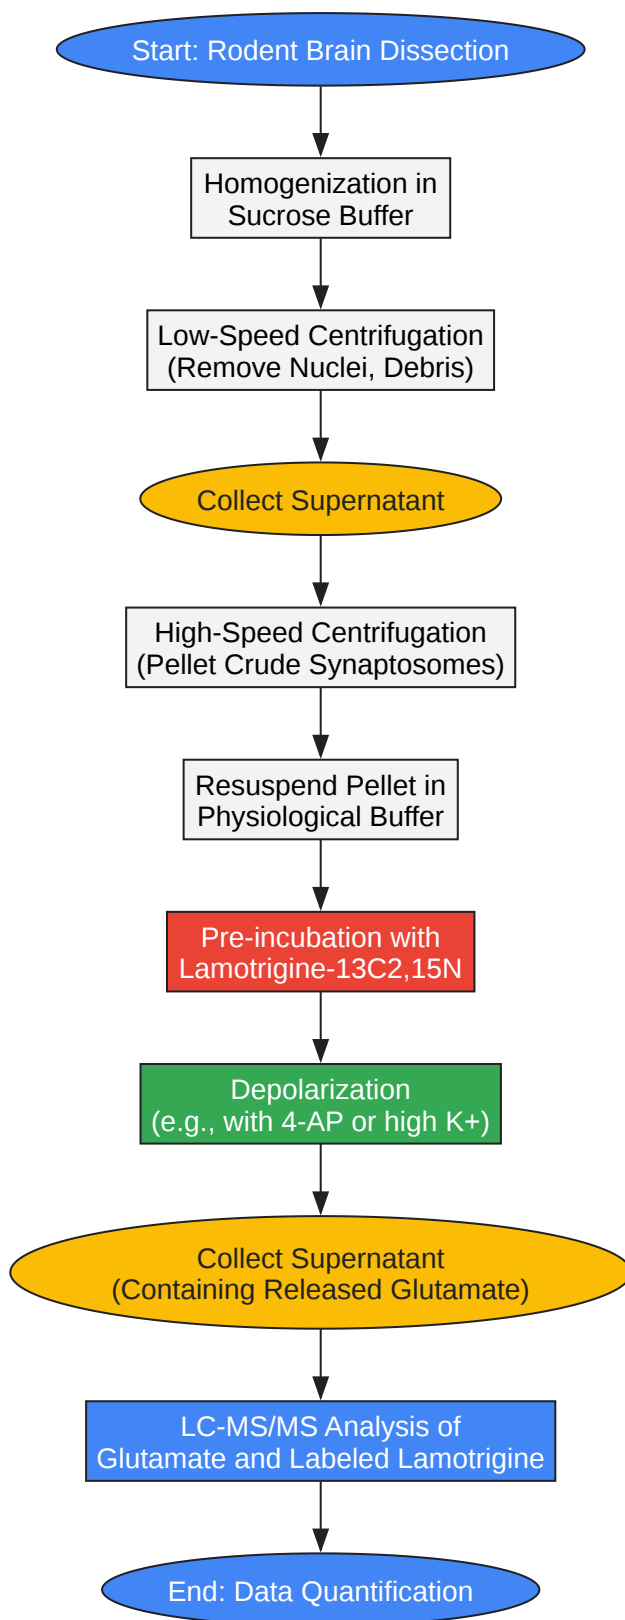 Start: Rodent Brain Dissection
Homogenization in
Sucrose Buffer
Low-Speed Centrifugation
(Remove Nuclei, Debris)
Collect Supernatant
High-Speed Centrifugation
(Pellet Crude Synaptosomes)
Resuspend Pellet in
Physiological Buffer
Pre-incubation with
Lamotrigine-13C2,15N
Depolarization
(e.g., with 4-AP or high K+)
Collect Supernatant
(Containing Released Glutamate)
LC-MS/MS Analysis of
Glutamate and Labeled Lamotrigine
End: Data Quantification